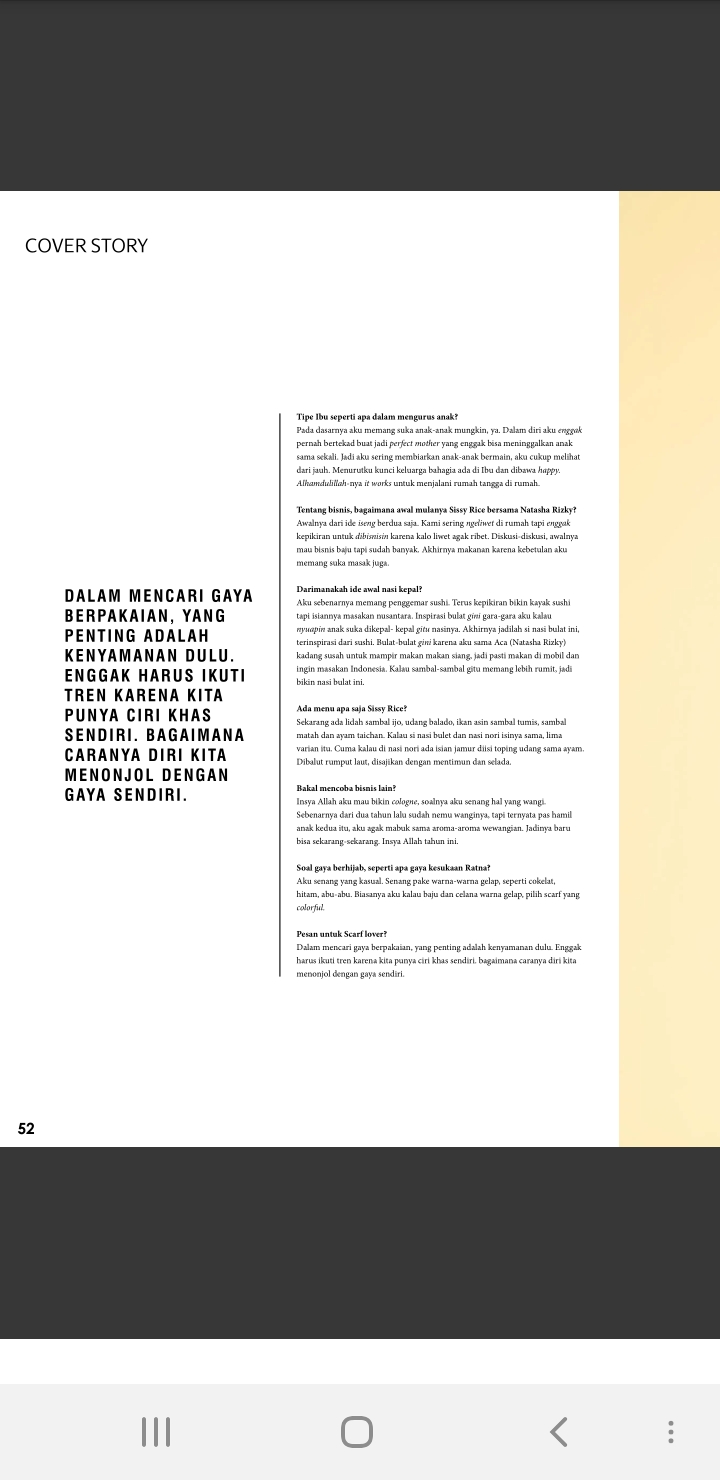 COVER STORY
DALAM MENCARI GAYA
BERPAKAIAN, YANG
PENTING ADALAH
KENYAMANAN DULU.
ENGGAK HARUS IKUTI
TREN KARENA KITA
PUNYA CIRI KHAS
SENDIRI. BAGAIMANA
CARANYA DIRI KITA
MENONJOL DENGAN
GAYA SENDIRI.
Tipe Ibu seperti apa dalam mengurus anak?
Pada dasarnya aku memang suka anak-anak mungkin, ya. Dalam diri aku enggak
pernah bertekad buat jadi perfect mother yang enggak bisa meninggalkan anak
sama sekali. Jadi aku sering membiarkan anak-anak bermain, aku cukup melihat
dari jauh. Menurutku kunci keluarga bahagia ada di Ibu dan dibawa happy.
Alhamdulillah-nya it works untuk menjalani rumah tangga di rumah.
Tentang bisnis, bagaimana awal mulanya Sissy Rice bersama Natasha Rizky?
Awalnya dari ide iseng berdua saja. Kami sering ngeliwet di rumah tapi enggak
kepikiran untuk dibisnisin karena kalo liwet agak ribet. Diskusi-diskusi, awalnya
mau bisnis baju tapi sudah banyak. Akhirnya makanan karena kebetulan aku
memang suka masak juga.
Darimanakah ide awal nasi kepal?
Aku sebenarnya memang penggemar sushi. Terus kepikiran bikin kayak sushi
tapi isiannya masakan nusantara. Inspirasi bulat gini gara-gara aku kalau
nyuapin anak suka dikepal- kepal gitu nasinya. Akhirnya jadilah si nasi bulat ini,
terinspirasi dari sushi. Bulat-bulat gini karena aku sama Aca (Natasha Rizky)
kadang susah untuk mampir makan makan siang, jadi pasti makan di mobil dan
ingin masakan Indonesia. Kalau sambal-sambal gitu memang lebih rumit, jadi
bikin nasi bulat ini.
Ada menu apa saja Sissy Rice?
Sekarang ada lidah sambal ijo, udang balado, ikan asin sambal tumis, sambal
matah dan ayam taichan. Kalau si nasi bulet dan nasi nori isinya sama, lima
varian itu. Cuma kalau di nasi nori ada isian jamur diisi toping udang sama ayam.
Dibalut rumput laut, disajikan dengan mentimun dan selada.
Bakal mencoba bisnis lain?
Insya Allah aku mau bikin cologne, soalnya aku senang hal yang wangi.
Sebenarnya dari dua tahun lalu sudah nemu wanginya, tapi ternyata pas hamil
anak kedua itu, aku agak mabuk sama aroma-aroma wewangian. Jadinya baru
bisa sekarang-sekarang. Insya Allah tahun ini.
Soal gaya berhijab, seperti apa gaya kesukaan Ratna?
Aku senang yang kasual. Senang pake warna-warna gelap, seperti cokelat,
hitam, abu-abu. Biasanya aku kalau baju dan celana warna gelap, pilih scarf yang
colorful.
Pesan untuk Scarf lover?
Dalam mencari gaya berpakaian, yang penting adalah kenyamanan dulu. Enggak
harus ikuti tren karena kita punya ciri khas sendiri. bagaimana caranya diri kita
menonjol dengan gaya sendiri.
52